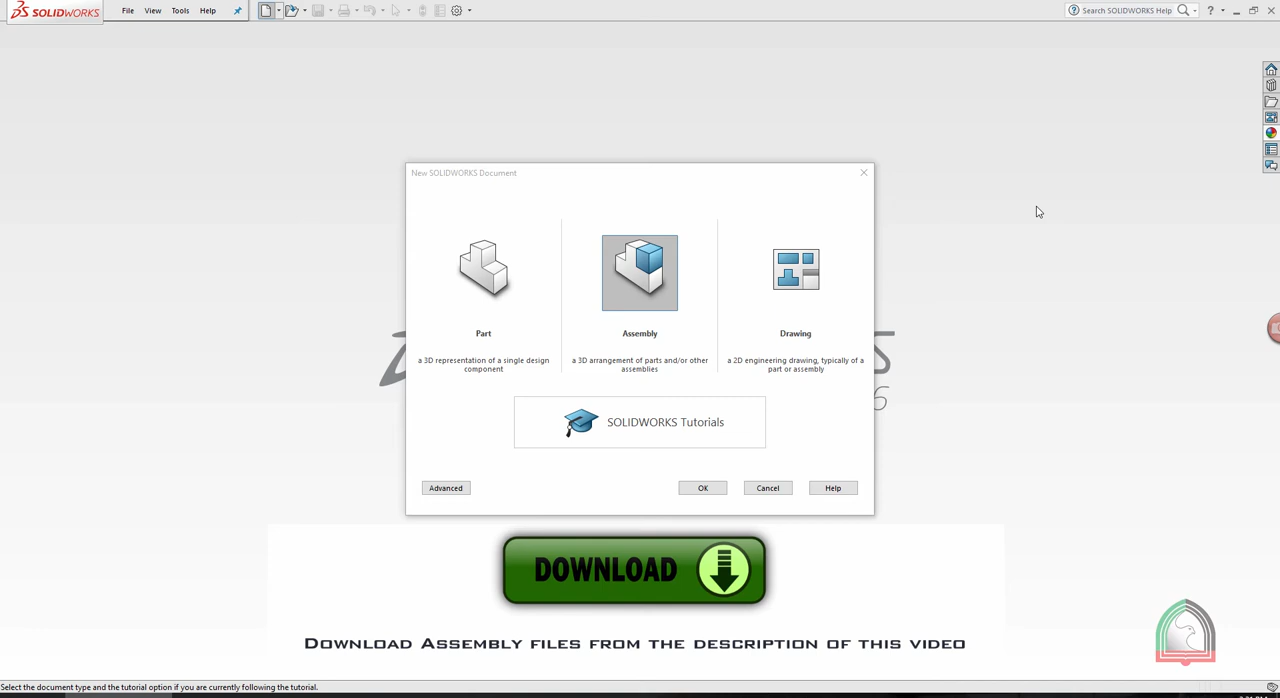 SOLIDWORKS
File View Tools Help
Search SOLIDWORKS Help
New SOLIDWORKS Document
Part
a 3D representation of a single design
component
Assembly
a 3D arrangement of parts and/or other
assemblies
Drawing
a 2D engineering drawing, typically of a
part or assembly
SOLIDWORKS Tutorials
Advanced
OK
Cancel
Help
DOWNLOAD
Download Assembly files from the description of this video
Select the document type and the tutorial option if you are currently following the tutorial.